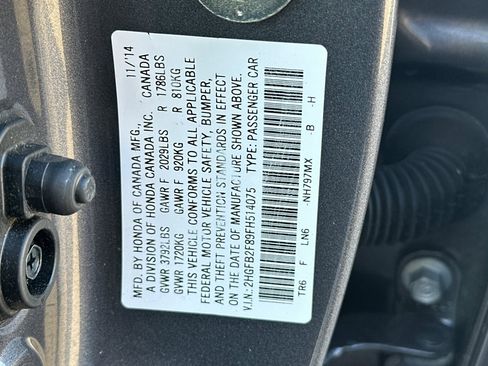 MFD. BY HONDA OF CANADA MFG., 11/'14
A DIVISION OF HONDA CANADA INC. CANADA
GVWR 3792LBS GAWR F 2029LBS R 1786LBS
GVWR 1720KG GAWR F 920KG R 810KG
THIS VEHICLE CONFORMS TO ALL APPLICABLE
FEDERAL MOTOR VEHICLE SAFETY, BUMPER,
AND THEFT PREVENTION STANDARDS IN EFFECT
ON THE DATE OF MANUFACTURE SHOWN ABOVE.
V.I.N.: 2HGFB2F89FH514075 TYPE: PASSENGER CAR
TR6 F LN6 -NH797MX -B -H